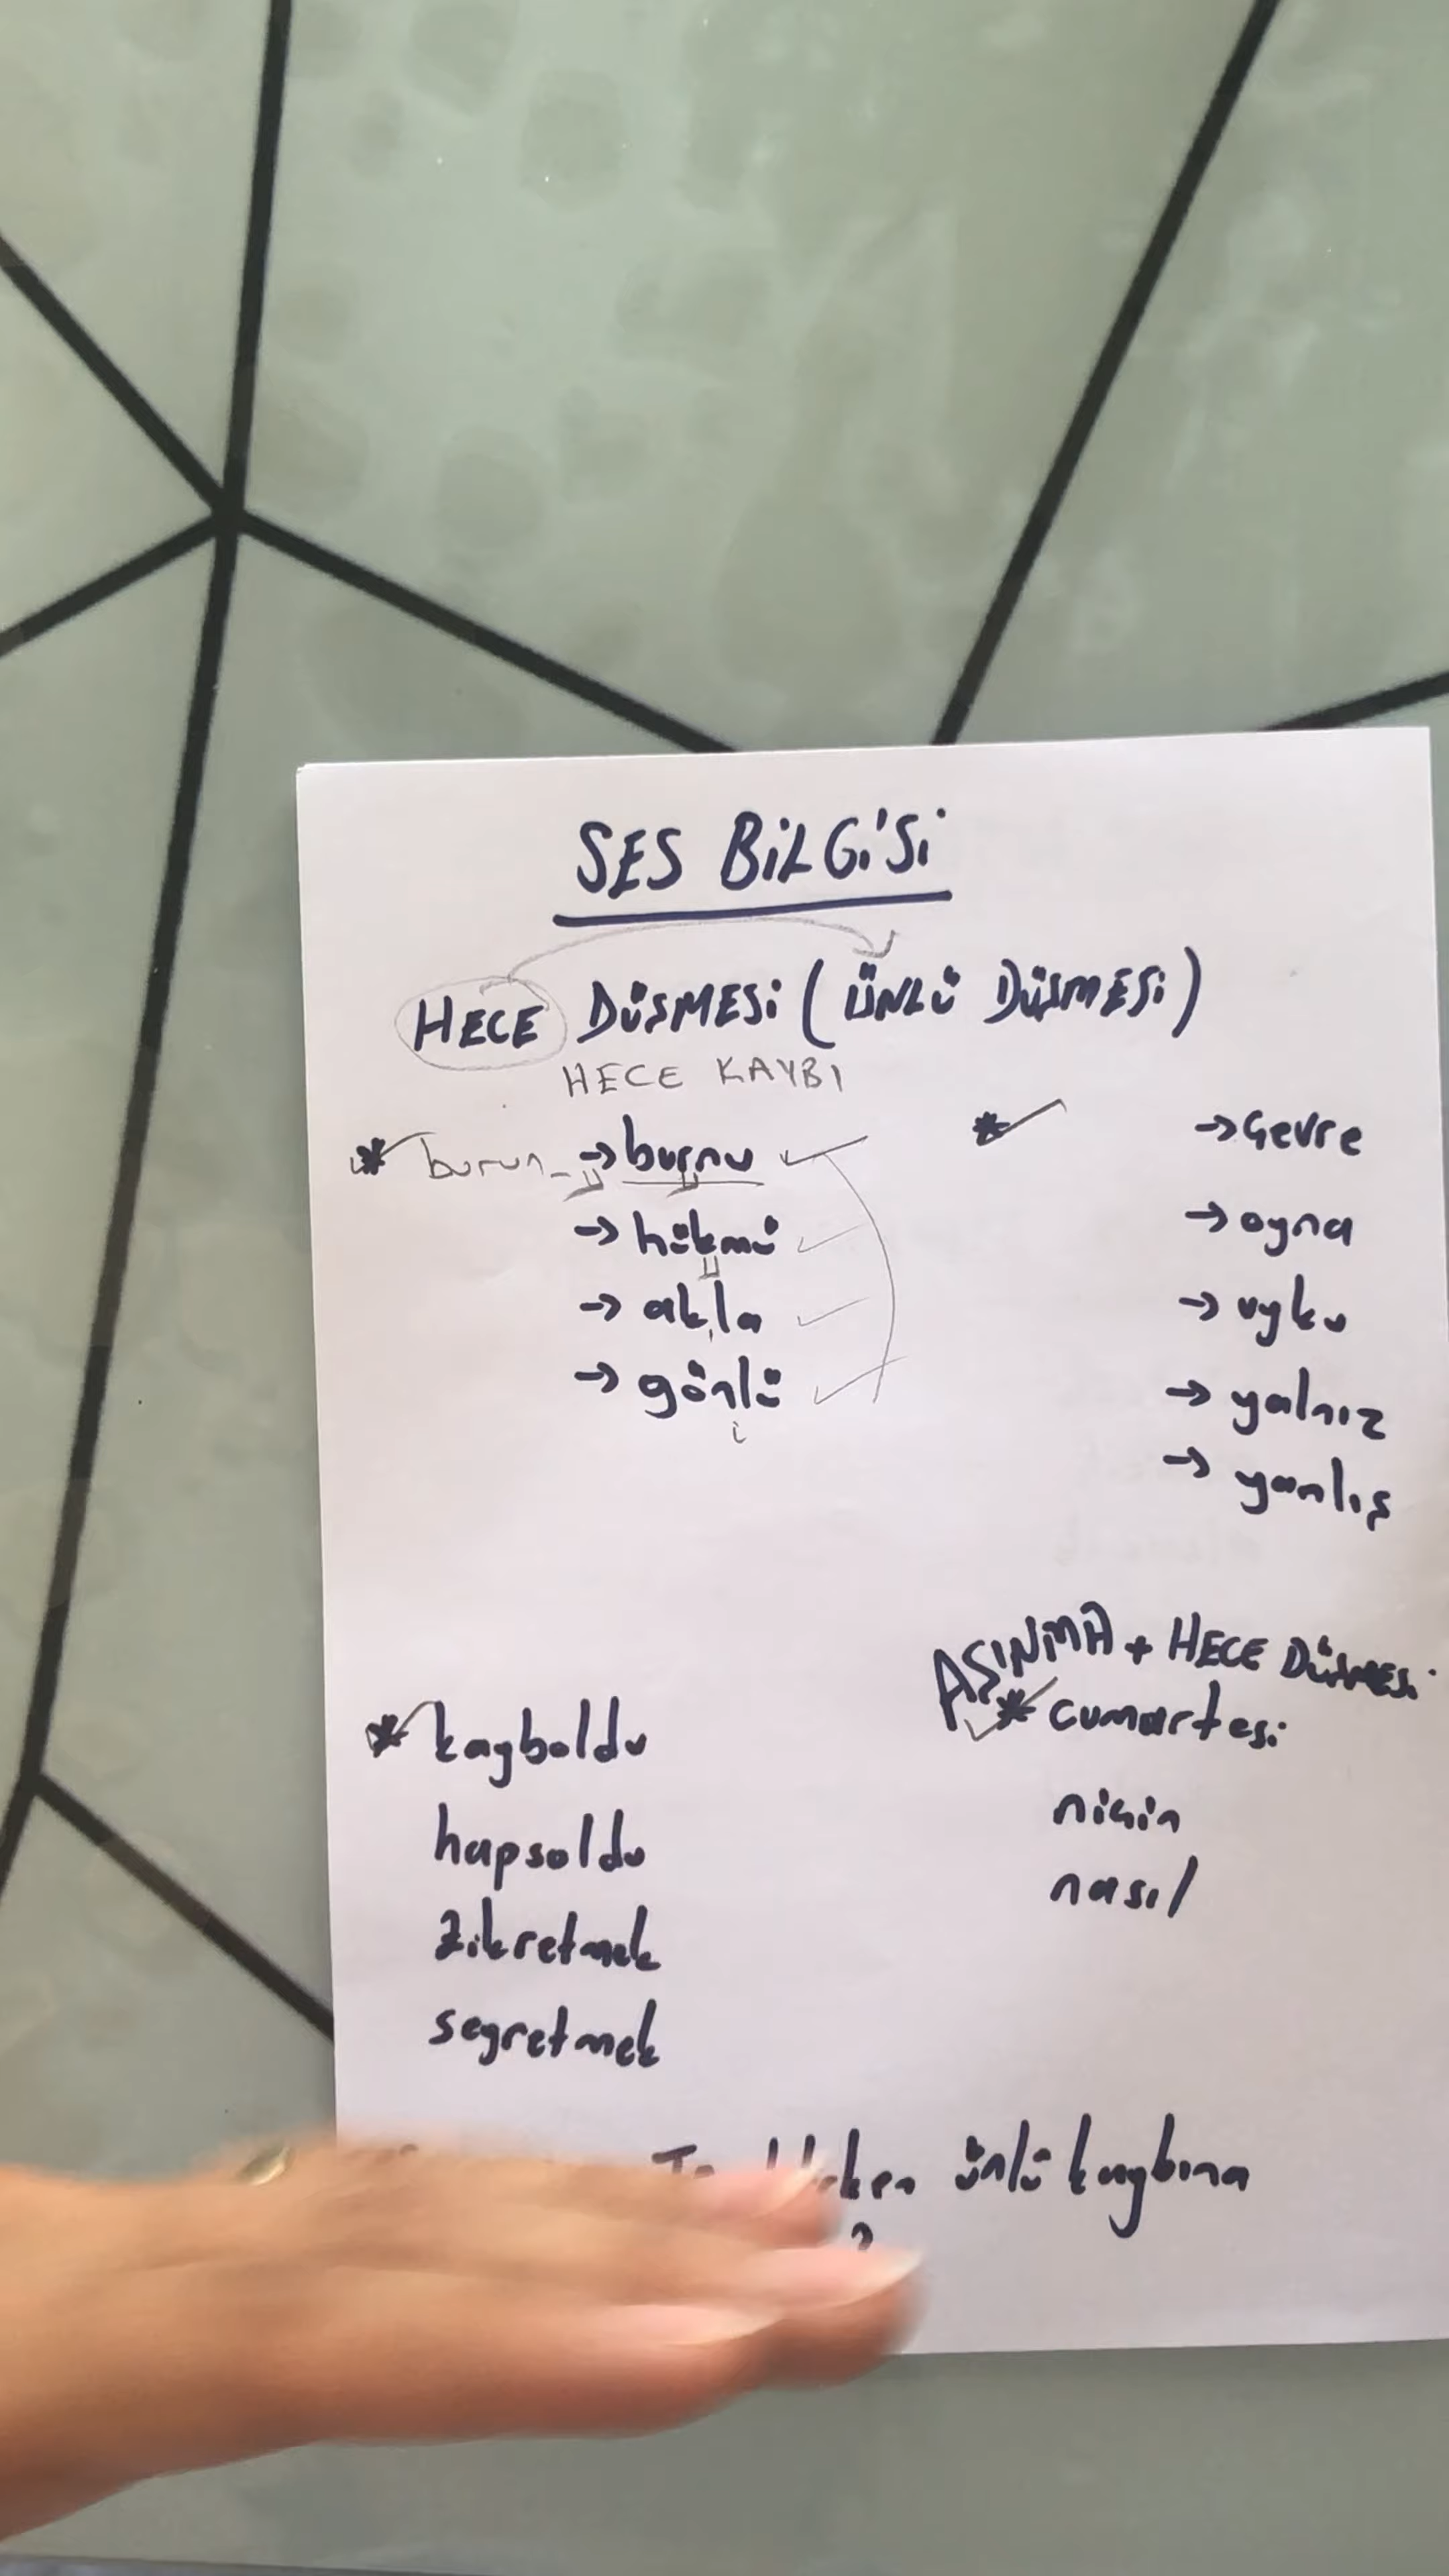 SES BİLGİSİ
HECE DÜŞMESİ (ÜNLÜ DÜŞMESİ)
HECE KAYBI
* burun → burnu
u
→ hükmü
ü
→ akla
ı
→ gönlü
ü
* → Çevre
→ oyna
→ uyku
→ yalnız
→ yanlış
AŞINMA + HECE DÜŞMESİ
* cumartesi
niçin
nasıl
* kayboldu
hapsoldu
zikretmek
seyretmek
ünlü kaybına
?